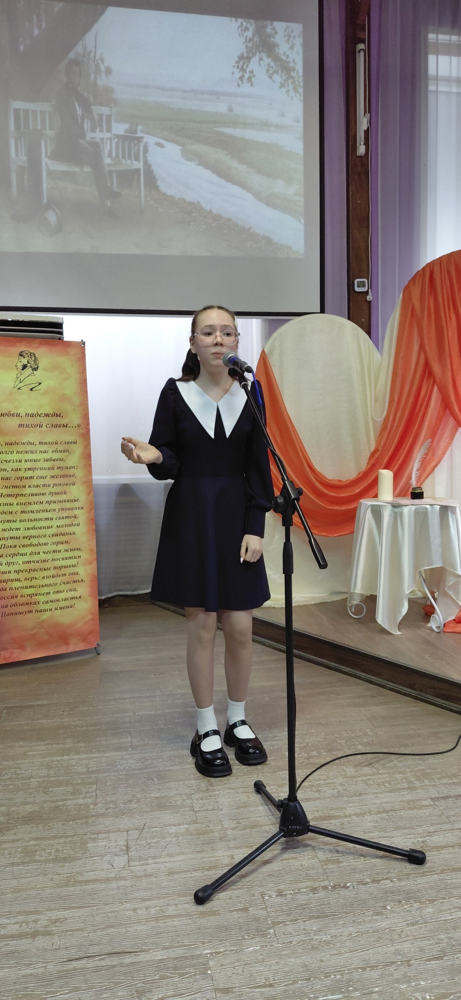 юбви, надежды,
тихой славы...»
, надежды, тихой славы
олго нежил нас обман,
счезли юные забавы,
он, как утренний туман;
нас горит еще желанье,
гнетом власти роковой
Нетерпеливою душой
изны внемлем призыванье.
дем с томленьем упованья
нуты вольности святой,
ждет любовник молодой
инуты верного свиданья.
Пока свободою горим,
а сердца для чести живы,
й друг, отчизне посвятим
уши прекрасные порывы!
варищ, верь: взойдет она,
да пленительного счастья,
оссия вспрянет ото сна,
на обломках самовластья
Напишут наши имена!